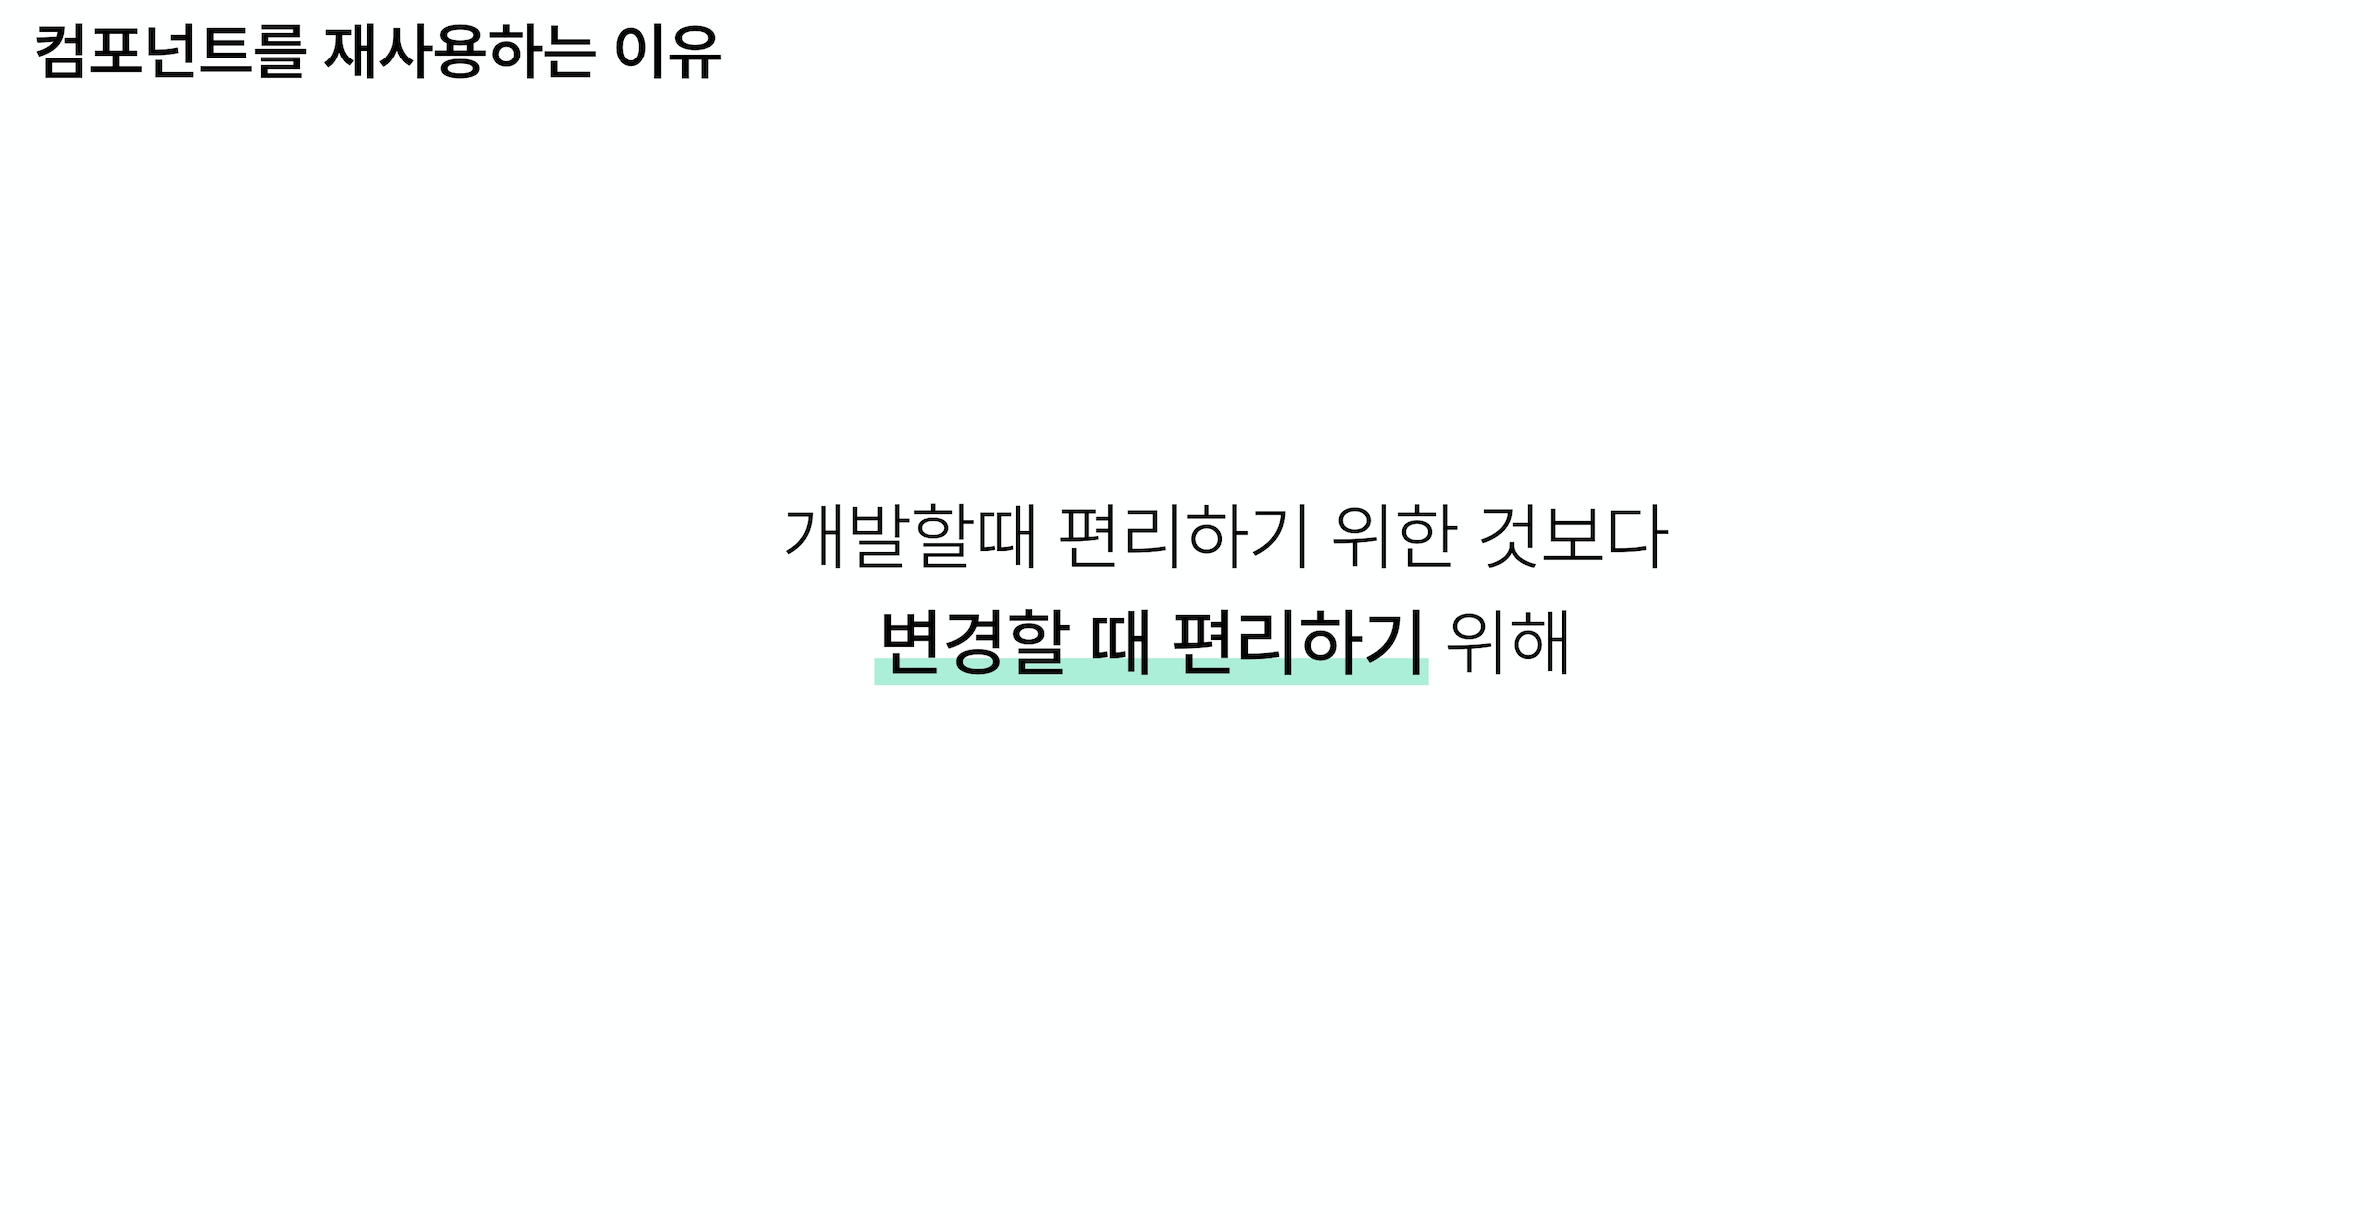 컴포넌트를 재사용하는 이유
개발할때 편리하기 위한 것보다
변경할 때 편리하기 위해